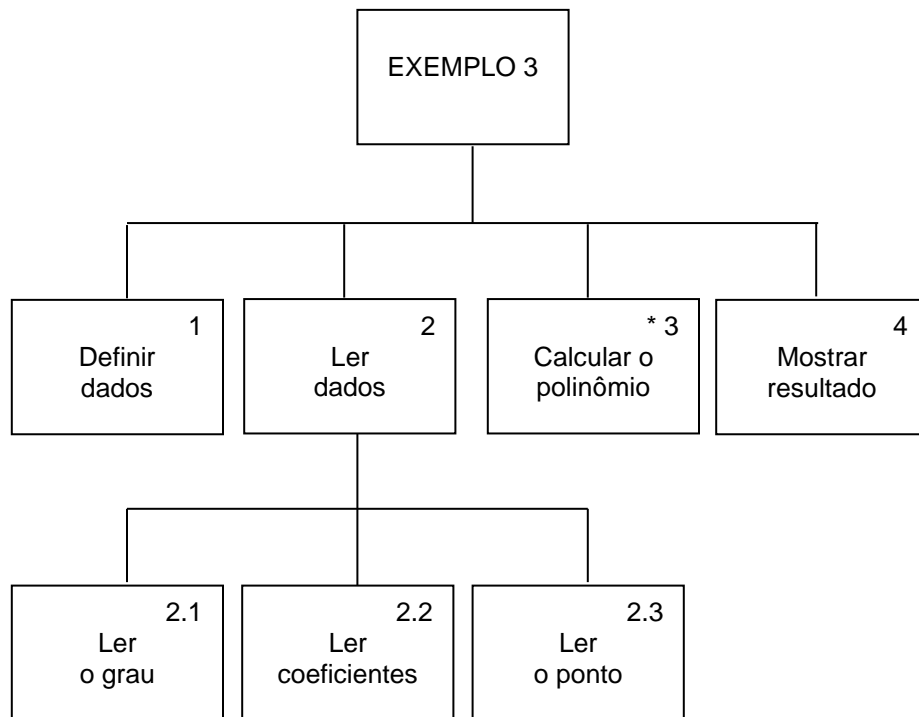 EXEMPLO 3
1
Definir
dados
2
Ler
dados
* 3
Calcular o
polinômio
4
Mostrar
resultado
2.1
Ler
o grau
2.2
Ler
coeficientes
2.3
Ler
o ponto